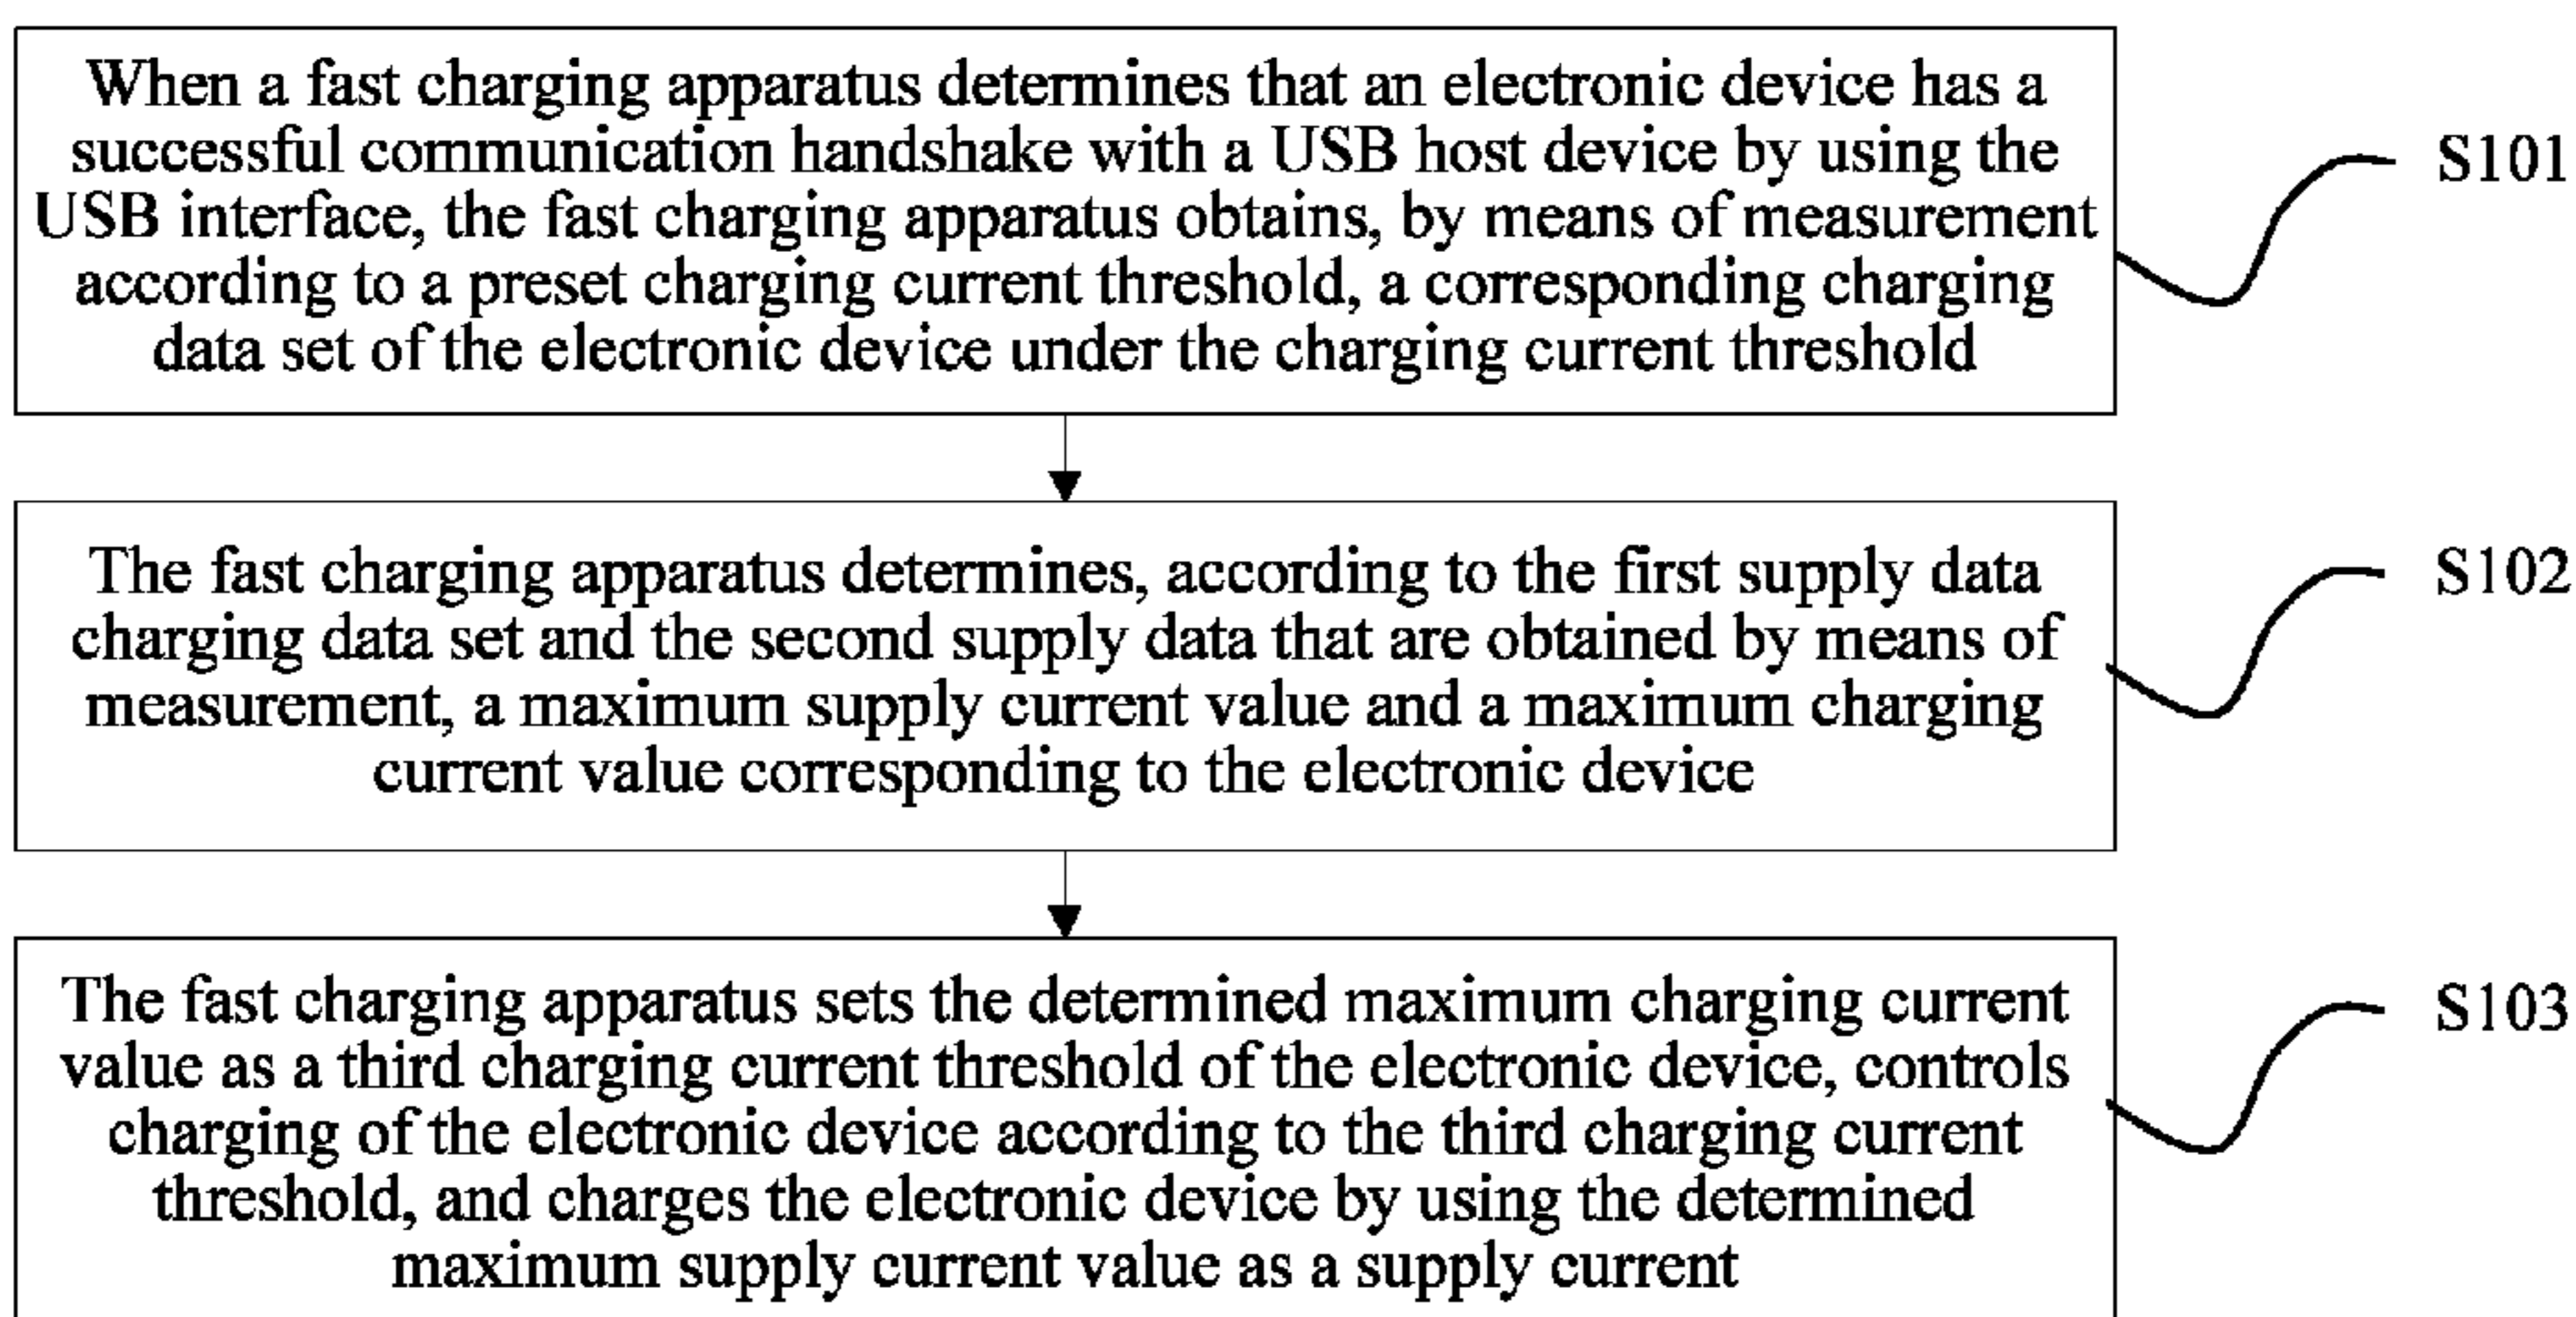 When a fast charging apparatus determines that an electronic device has a
successful communication handshake with a USB host device by using the
USB interface, the fast charging apparatus obtains, by means of measurement
according to a preset charging current threshold, a corresponding charging
data set of the electronic device under the charging current threshold
S101
The fast charging apparatus determines, according to the first supply data
charging data set and the second supply data that are obtained by means of
measurement, a maximum supply current value and a maximum charging
current value corresponding to the electronic device
S102
The fast charging apparatus sets the determined maximum charging current
value as a third charging current threshold of the electronic device, controls
charging of the electronic device according to the third charging current
threshold, and charges the electronic device by using the determined
maximum supply current value as a supply current
S103